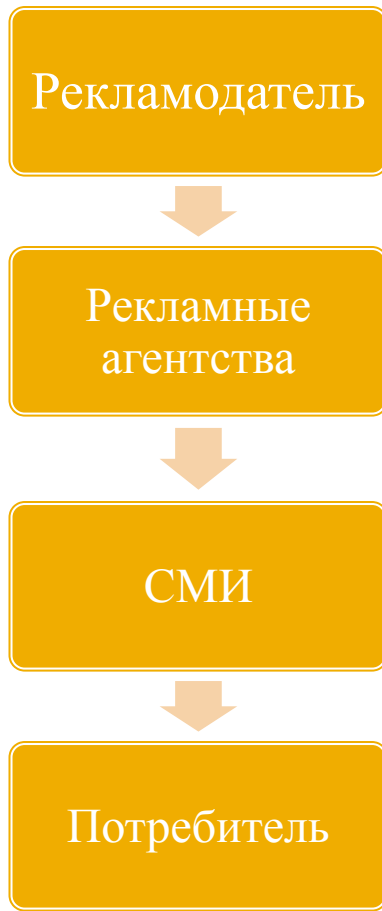 Рекламодатель
Рекламные
агентства
СМИ
Потребитель